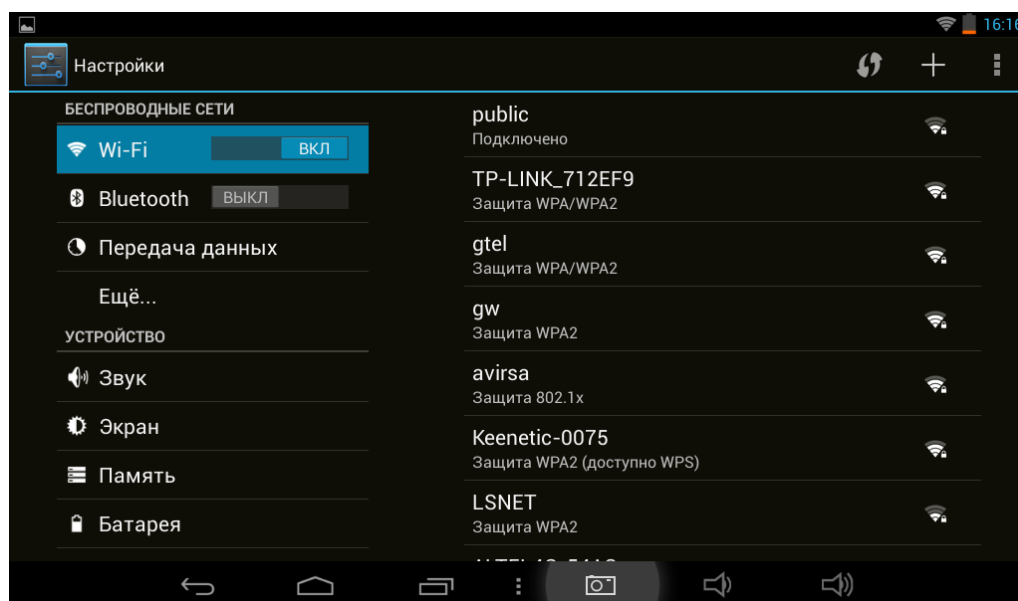 16:16
Настройки
БЕСПРОВОДНЫЕ СЕТИ
Wi-Fi ВКЛ
Bluetooth ВЫКЛ
Передача данных
Ещё...
УСТРОЙСТВО
Звук
Экран
Память
Батарея
public
Подключено
TP-LINK_712EF9
Защита WPA/WPA2
gtel
Защита WPA/WPA2
gw
Защита WPA2
avirsa
Защита 802.1x
Keenetic-0075
Защита WPA2 (доступно WPS)
LSNET
Защита WPA2